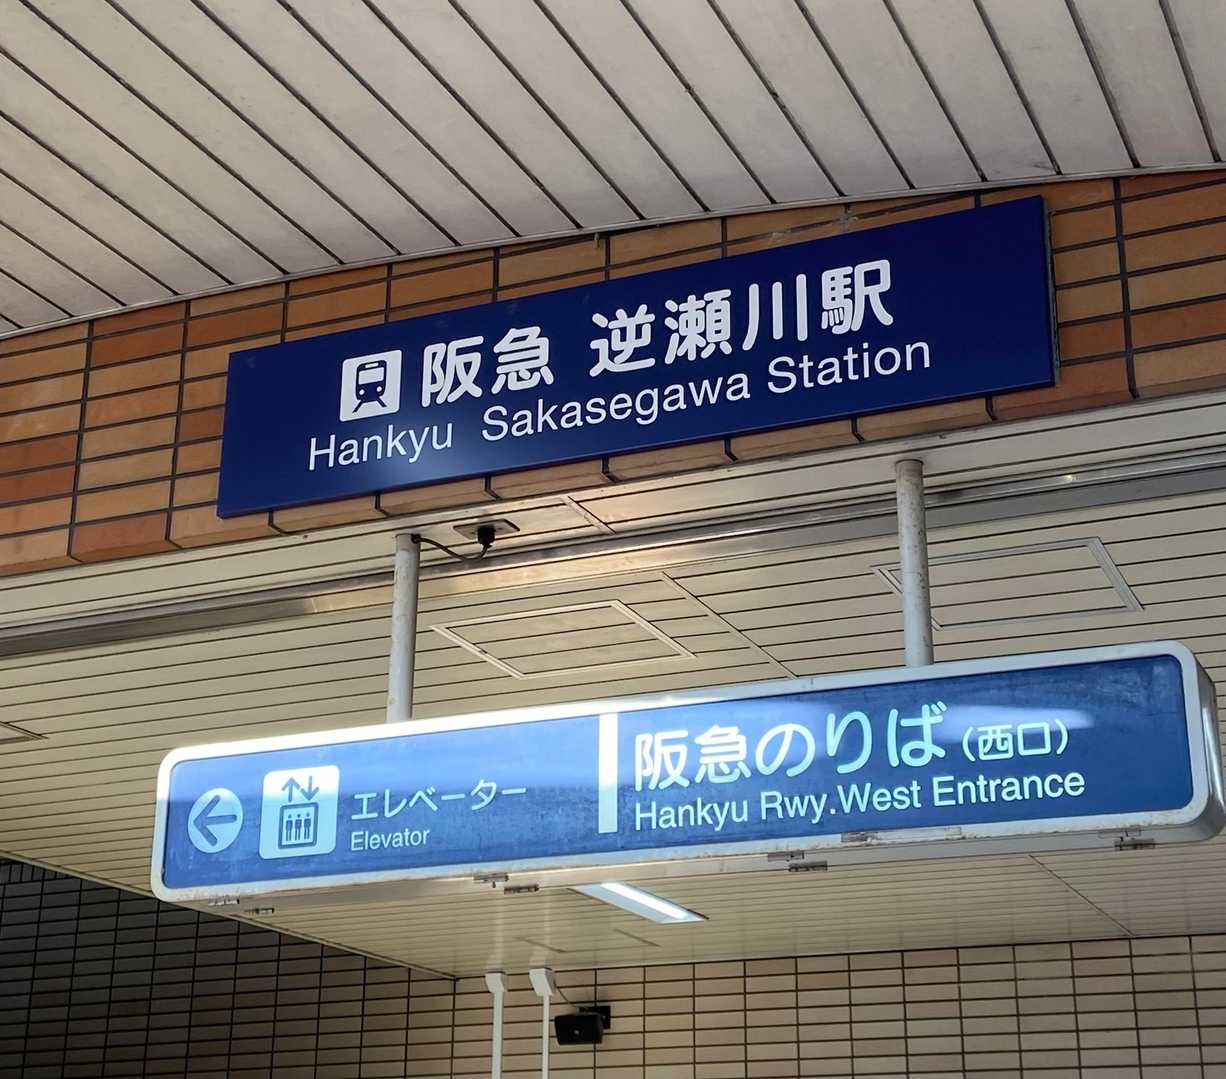 阪急 逆瀬川駅
Hankyu Sakasegawa Station
エレベーター
Elevator
阪急のりば（西口）
Hankyu Rwy.West Entrance